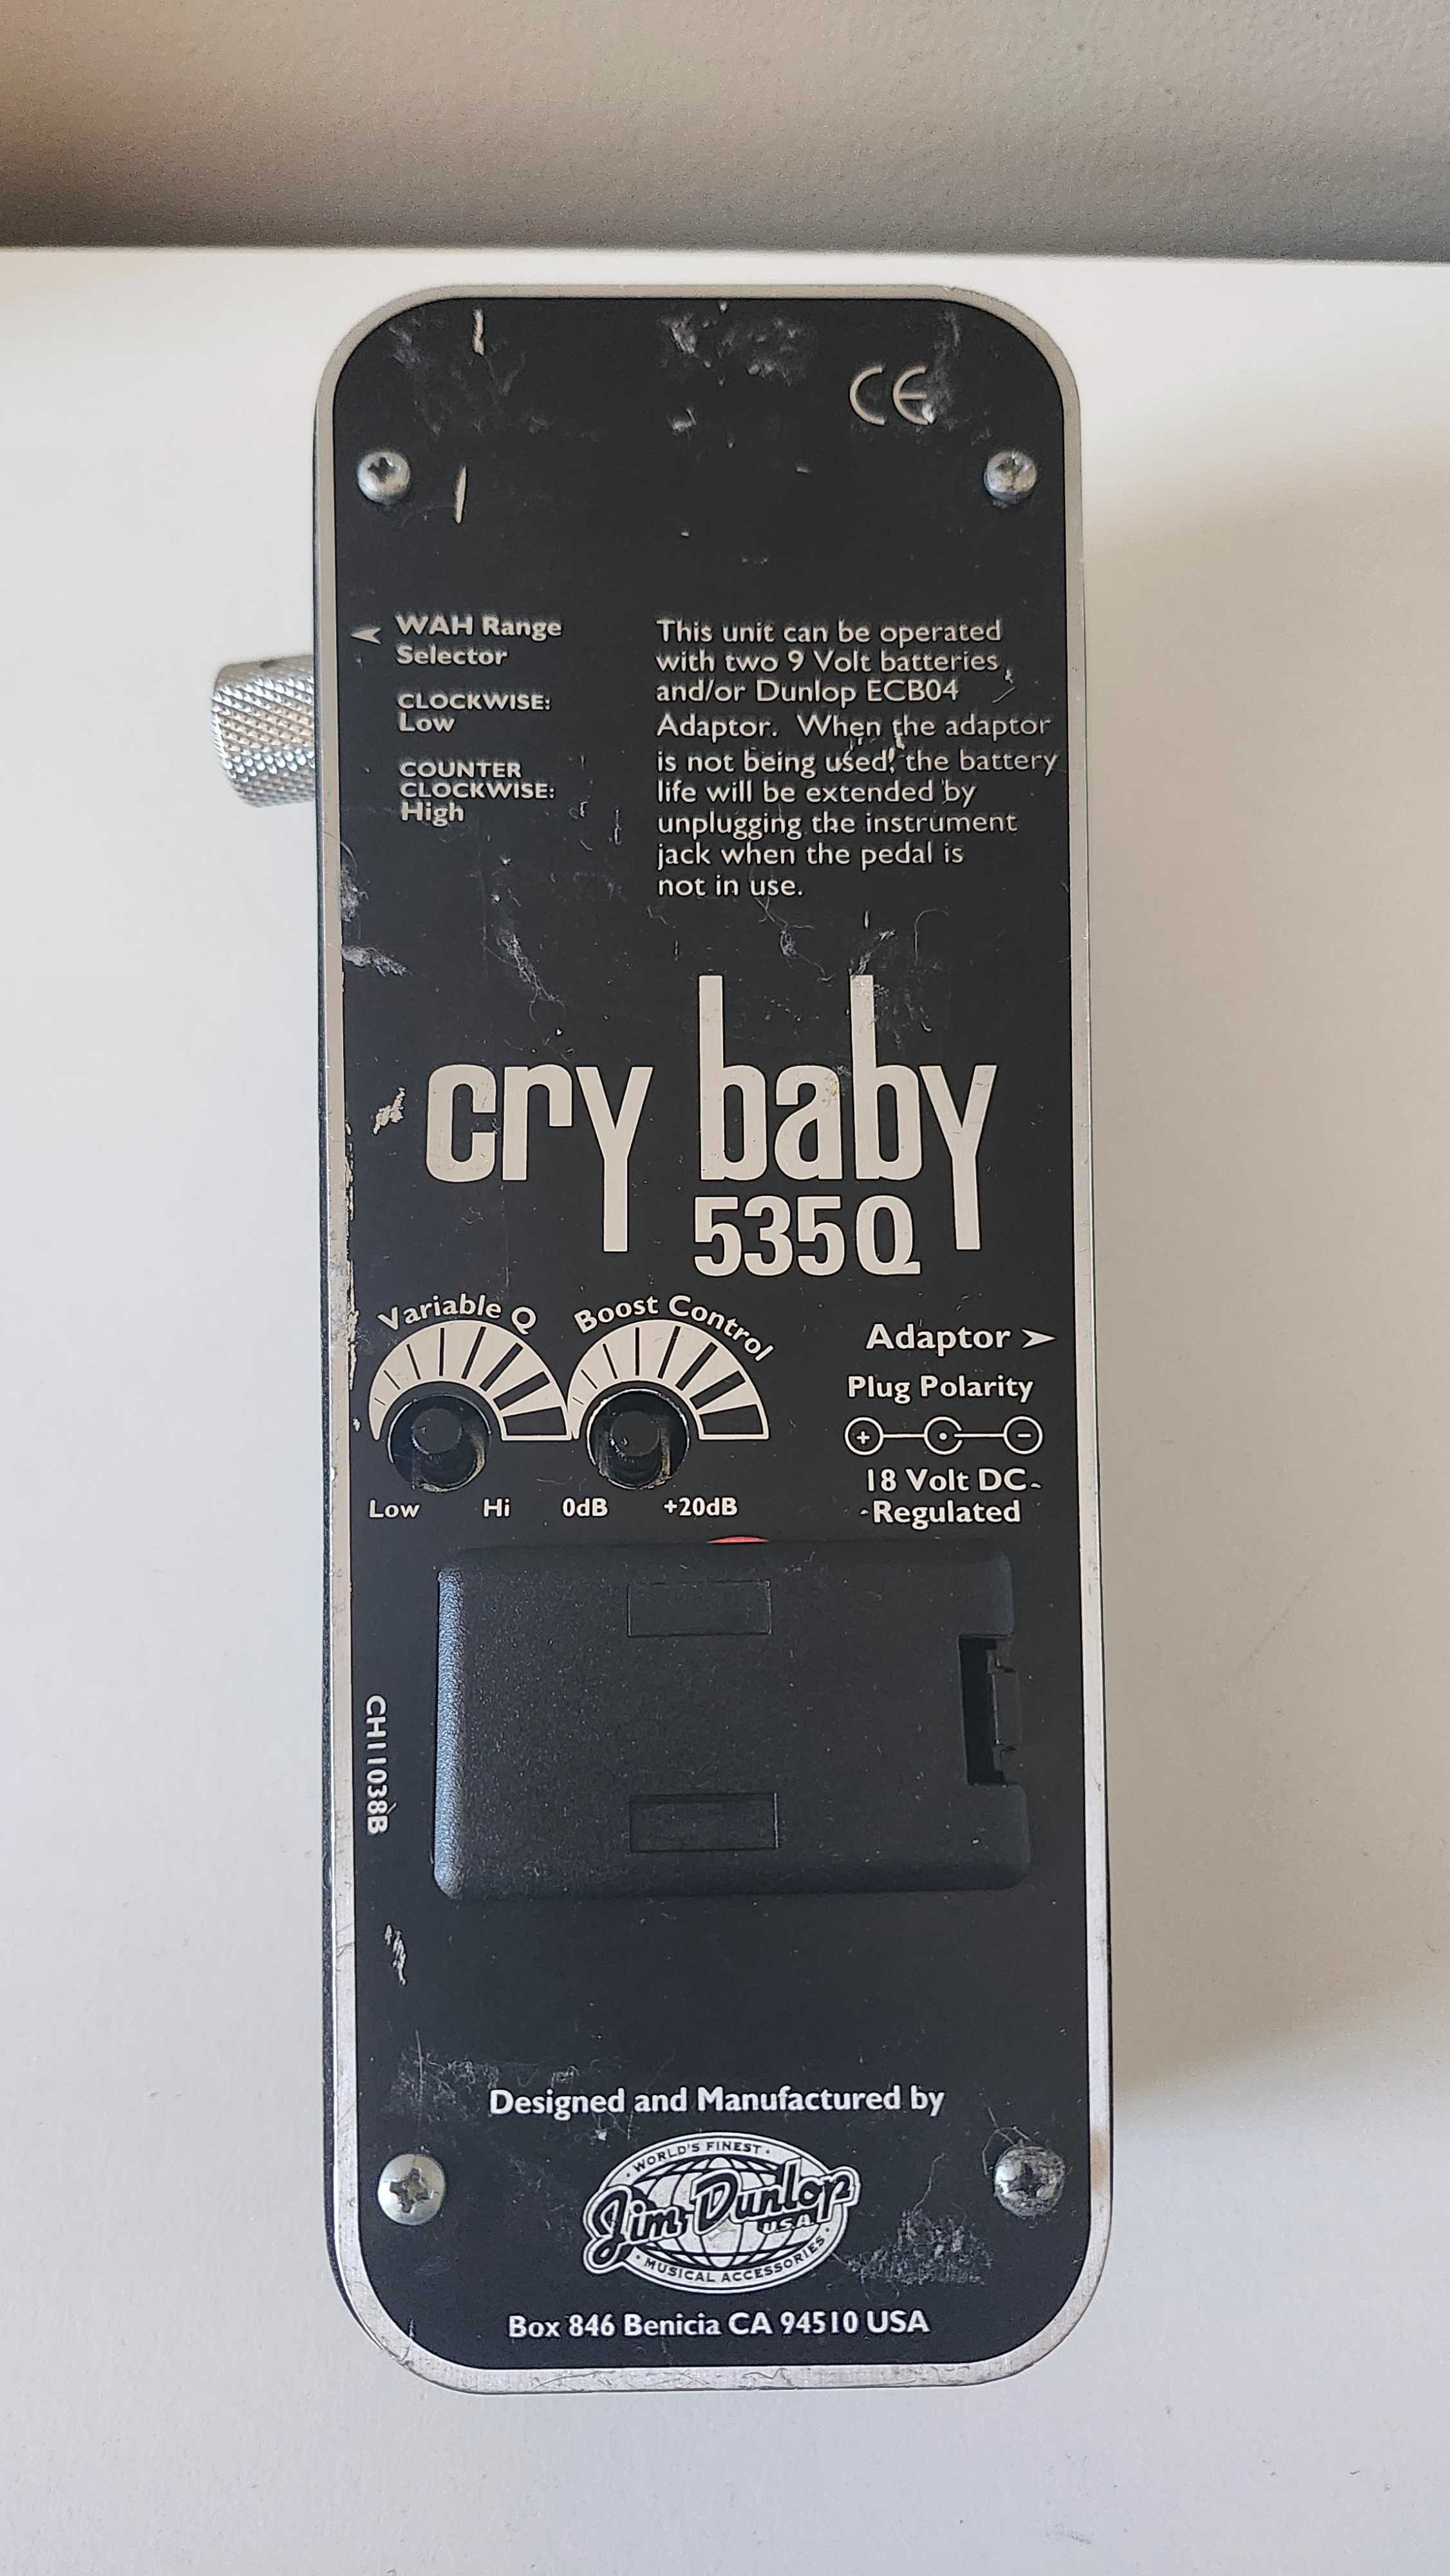 CE
WAH Range
Selector
CLOCKWISE:
Low
COUNTER
CLOCKWISE:
High
This unit can be operated
with two 9 Volt batteries
and/or Dunlop ECB04
Adaptor. When the adaptor
is not being used, the battery
life will be extended by
unplugging the instrument
jack when the pedal is
not in use.
cry baby
535Q
Variable Q
Low Hi
Boost Control
0dB +20dB
Adaptor
Plug Polarity
+ -
18 Volt DC
Regulated
CH11038B
Designed and Manufactured by
WORLD'S FINEST
Jim Dunlop
U.S.A.
MUSICAL ACCESSORIES
Box 846 Benicia CA 94510 USA